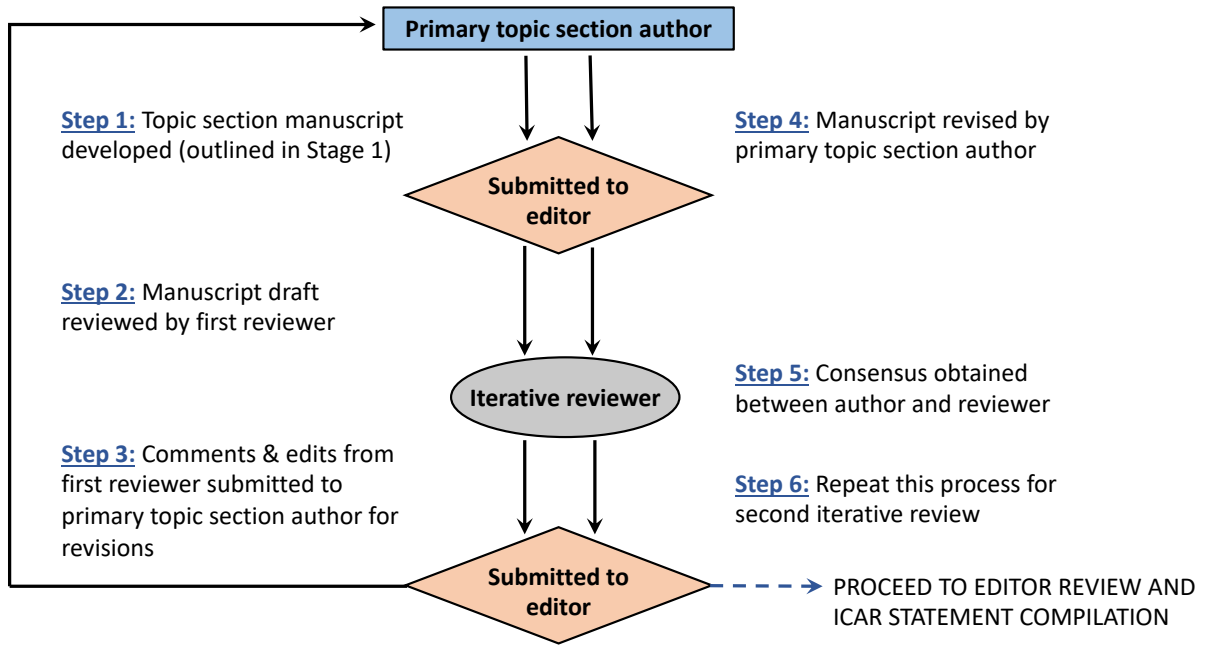 Primary topic section author
Step 1: Topic section manuscript
developed (outlined in Stage 1)
Step 4: Manuscript revised by
primary topic section author
Submitted to
editor
Step 2: Manuscript draft
reviewed by first reviewer
Iterative reviewer
Step 5: Consensus obtained
between author and reviewer
Step 3: Comments & edits from
first reviewer submitted to
primary topic section author for
revisions
Step 6: Repeat this process for
second iterative review
Submitted to
editor
PROCEED TO EDITOR REVIEW AND
ICAR STATEMENT COMPILATION